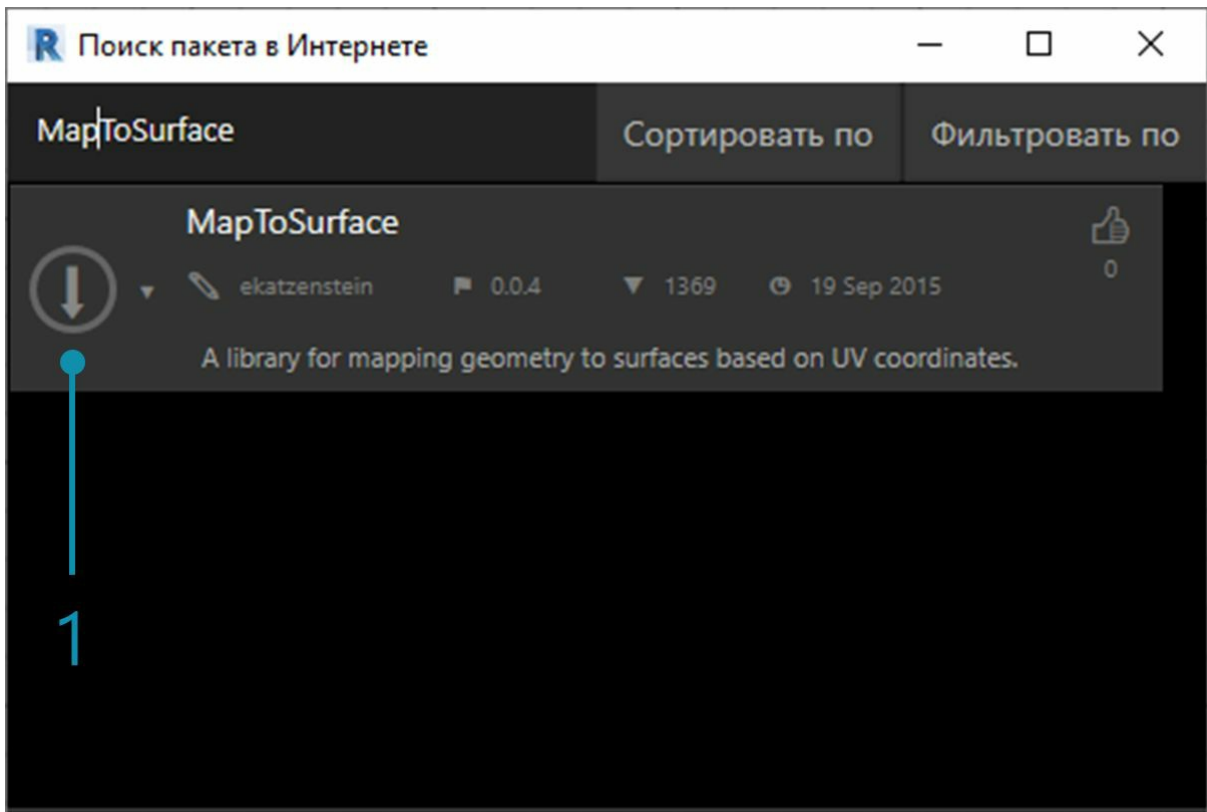 Поиск пакета в Интернете
MapToSurface Сортировать по Фильтровать по
MapToSurface
ekatzenstein 0.0.4 1369 19 Sep 2015 0
A library for mapping geometry to surfaces based on UV coordinates.
1